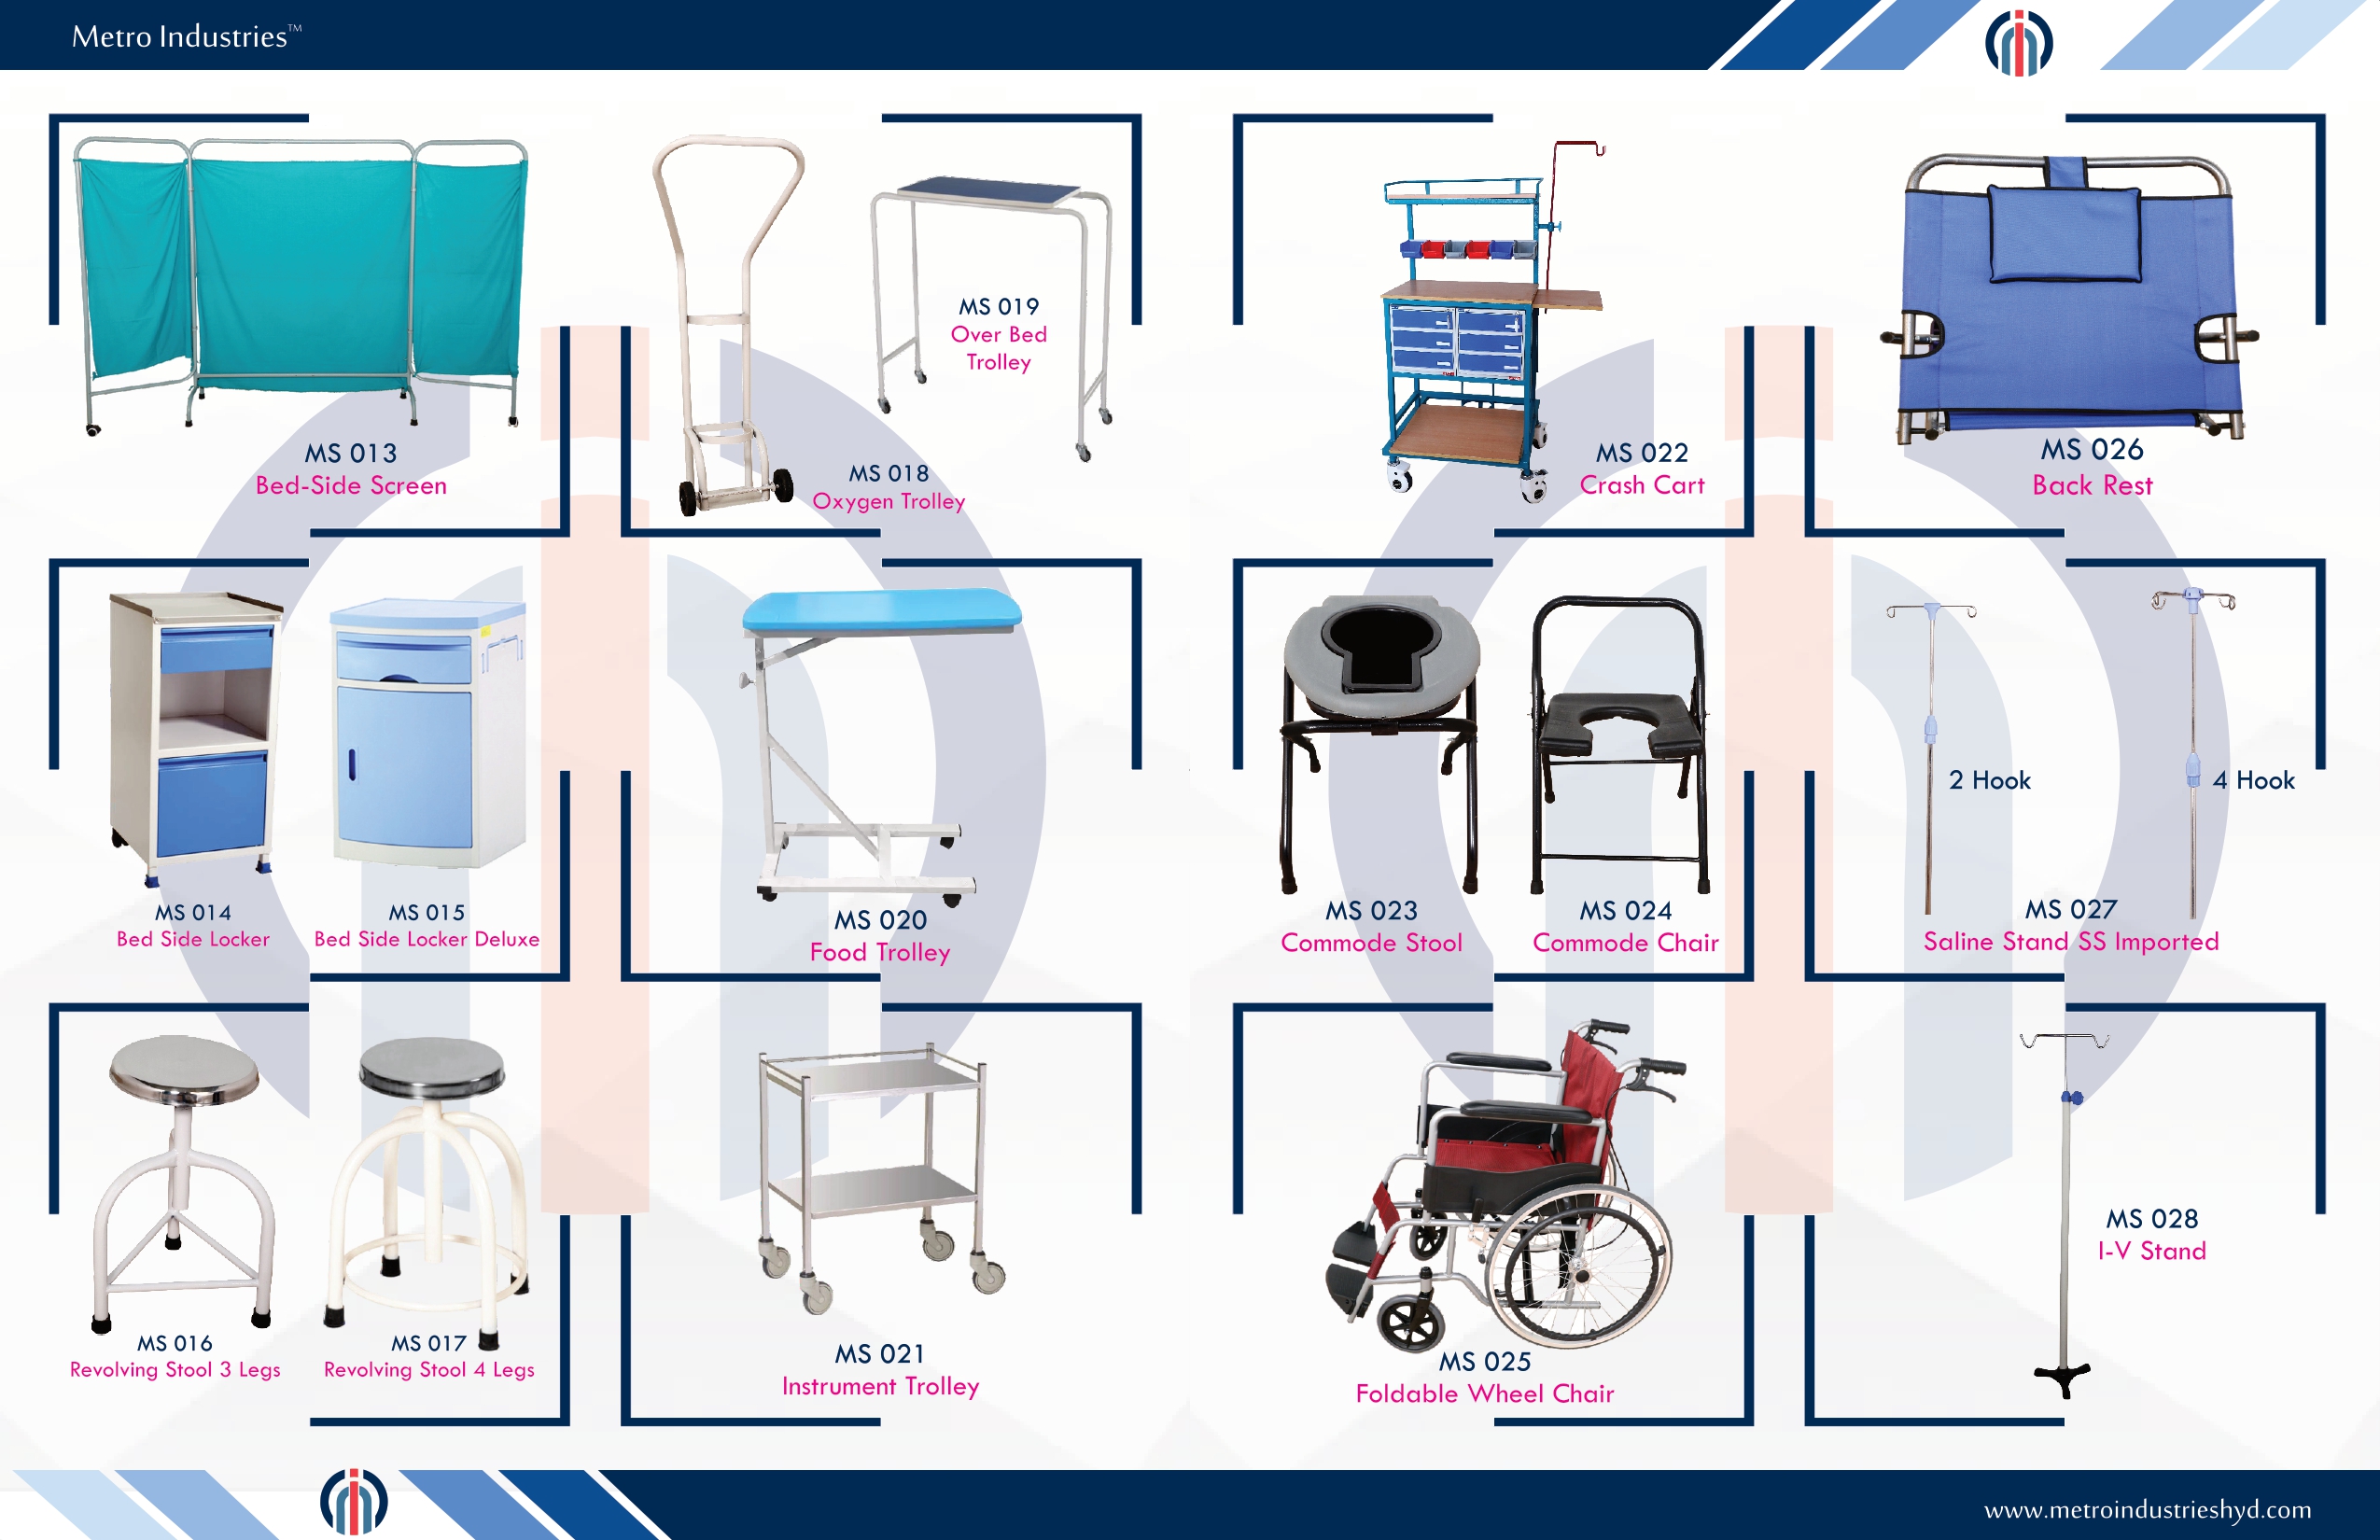 Metro Industries™
MS 013
Bed-Side Screen
MS 018
Oxygen Trolley
MS 019
Over Bed
Trolley
MS 022
Crash Cart
MS 026
Back Rest
MS 014
Bed Side Locker
MS 015
Bed Side Locker Deluxe
MS 020
Food Trolley
MS 023
Commode Stool
MS 024
Commode Chair
2 Hook
4 Hook
MS 027
Saline Stand SS Imported
MS 016
Revolving Stool 3 Legs
MS 017
Revolving Stool 4 Legs
MS 021
Instrument Trolley
MS 025
Foldable Wheel Chair
MS 028
I-V Stand
www.metroindustrieshyd.com